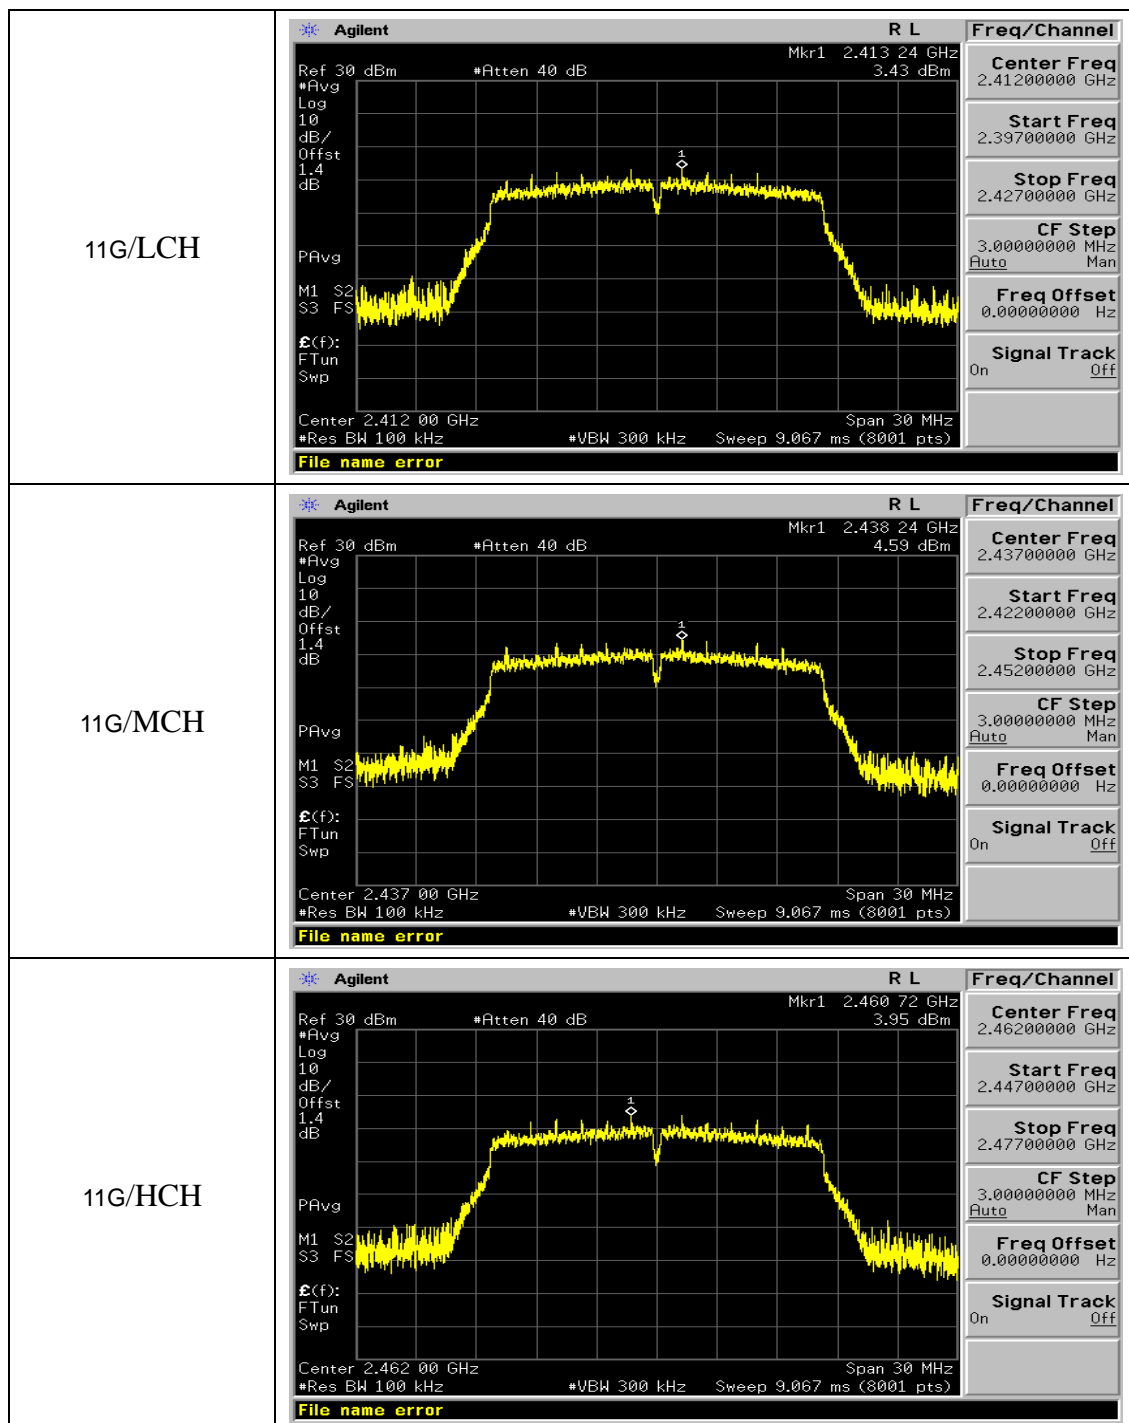 11G/LCH
Agilent R L Freq/Channel
Mkr1 2.413 24 GHz
Ref 30 dBm #Atten 40 dB 3.43 dBm
#Avg
Log
10
dB/
Offst
1.4
dB
PAvg
M1 S2
S3 FS
£(f):
FTun
Swp
1
Center 2.412 00 GHz Span 30 MHz
#Res BW 100 kHz #VBW 300 kHz Sweep 9.067 ms (8001 pts)
File name error
Center Freq
2.41200000 GHz
Start Freq
2.39700000 GHz
Stop Freq
2.42700000 GHz
CF Step
3.00000000 MHz
Auto Man
Freq Offset
0.00000000 Hz
Signal Track
On Off
11G/MCH
Agilent R L Freq/Channel
Mkr1 2.438 24 GHz
Ref 30 dBm #Atten 40 dB 4.59 dBm
#Avg
Log
10
dB/
Offst
1.4
dB
PAvg
M1 S2
S3 FS
£(f):
FTun
Swp
1
Center 2.437 00 GHz Span 30 MHz
#Res BW 100 kHz #VBW 300 kHz Sweep 9.067 ms (8001 pts)
File name error
Center Freq
2.43700000 GHz
Start Freq
2.42200000 GHz
Stop Freq
2.45200000 GHz
CF Step
3.00000000 MHz
Auto Man
Freq Offset
0.00000000 Hz
Signal Track
On Off
11G/HCH
Agilent R L Freq/Channel
Mkr1 2.460 72 GHz
Ref 30 dBm #Atten 40 dB 3.95 dBm
#Avg
Log
10
dB/
Offst
1.4
dB
PAvg
M1 S2
S3 FS
£(f):
FTun
Swp
1
Center 2.462 00 GHz Span 30 MHz
#Res BW 100 kHz #VBW 300 kHz Sweep 9.067 ms (8001 pts)
File name error
Center Freq
2.46200000 GHz
Start Freq
2.44700000 GHz
Stop Freq
2.47700000 GHz
CF Step
3.00000000 MHz
Auto Man
Freq Offset
0.00000000 Hz
Signal Track
On Off